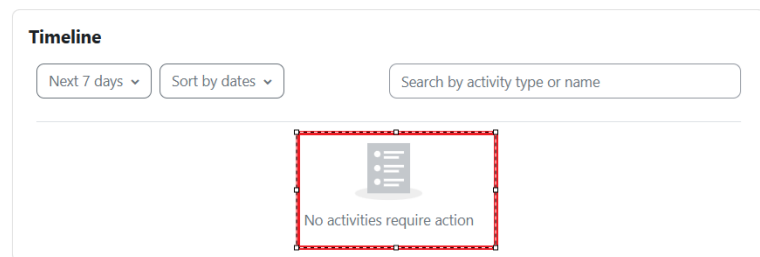 Timeline
Next 7 days
Sort by dates
Search by activity type or name
No activities require action